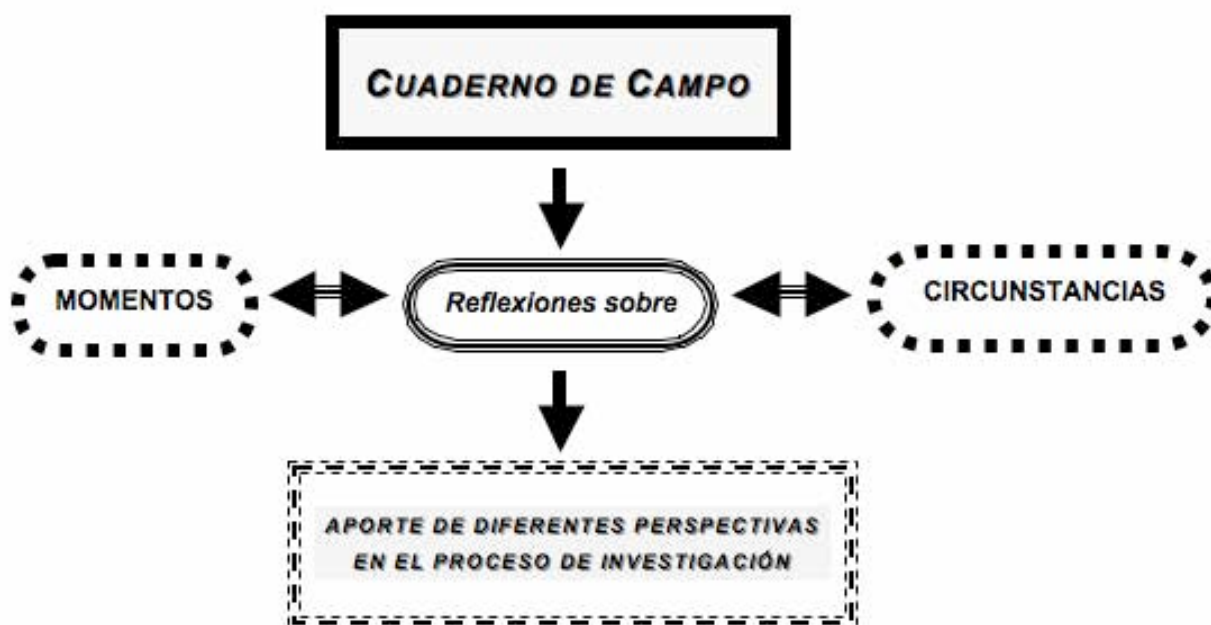 CUADERNO DE CAMPO
MOMENTOS
Reflexiones sobre
CIRCUNSTANCIAS
APORTE DE DIFERENTES PERSPECTIVAS
EN EL PROCESO DE INVESTIGACIÓN